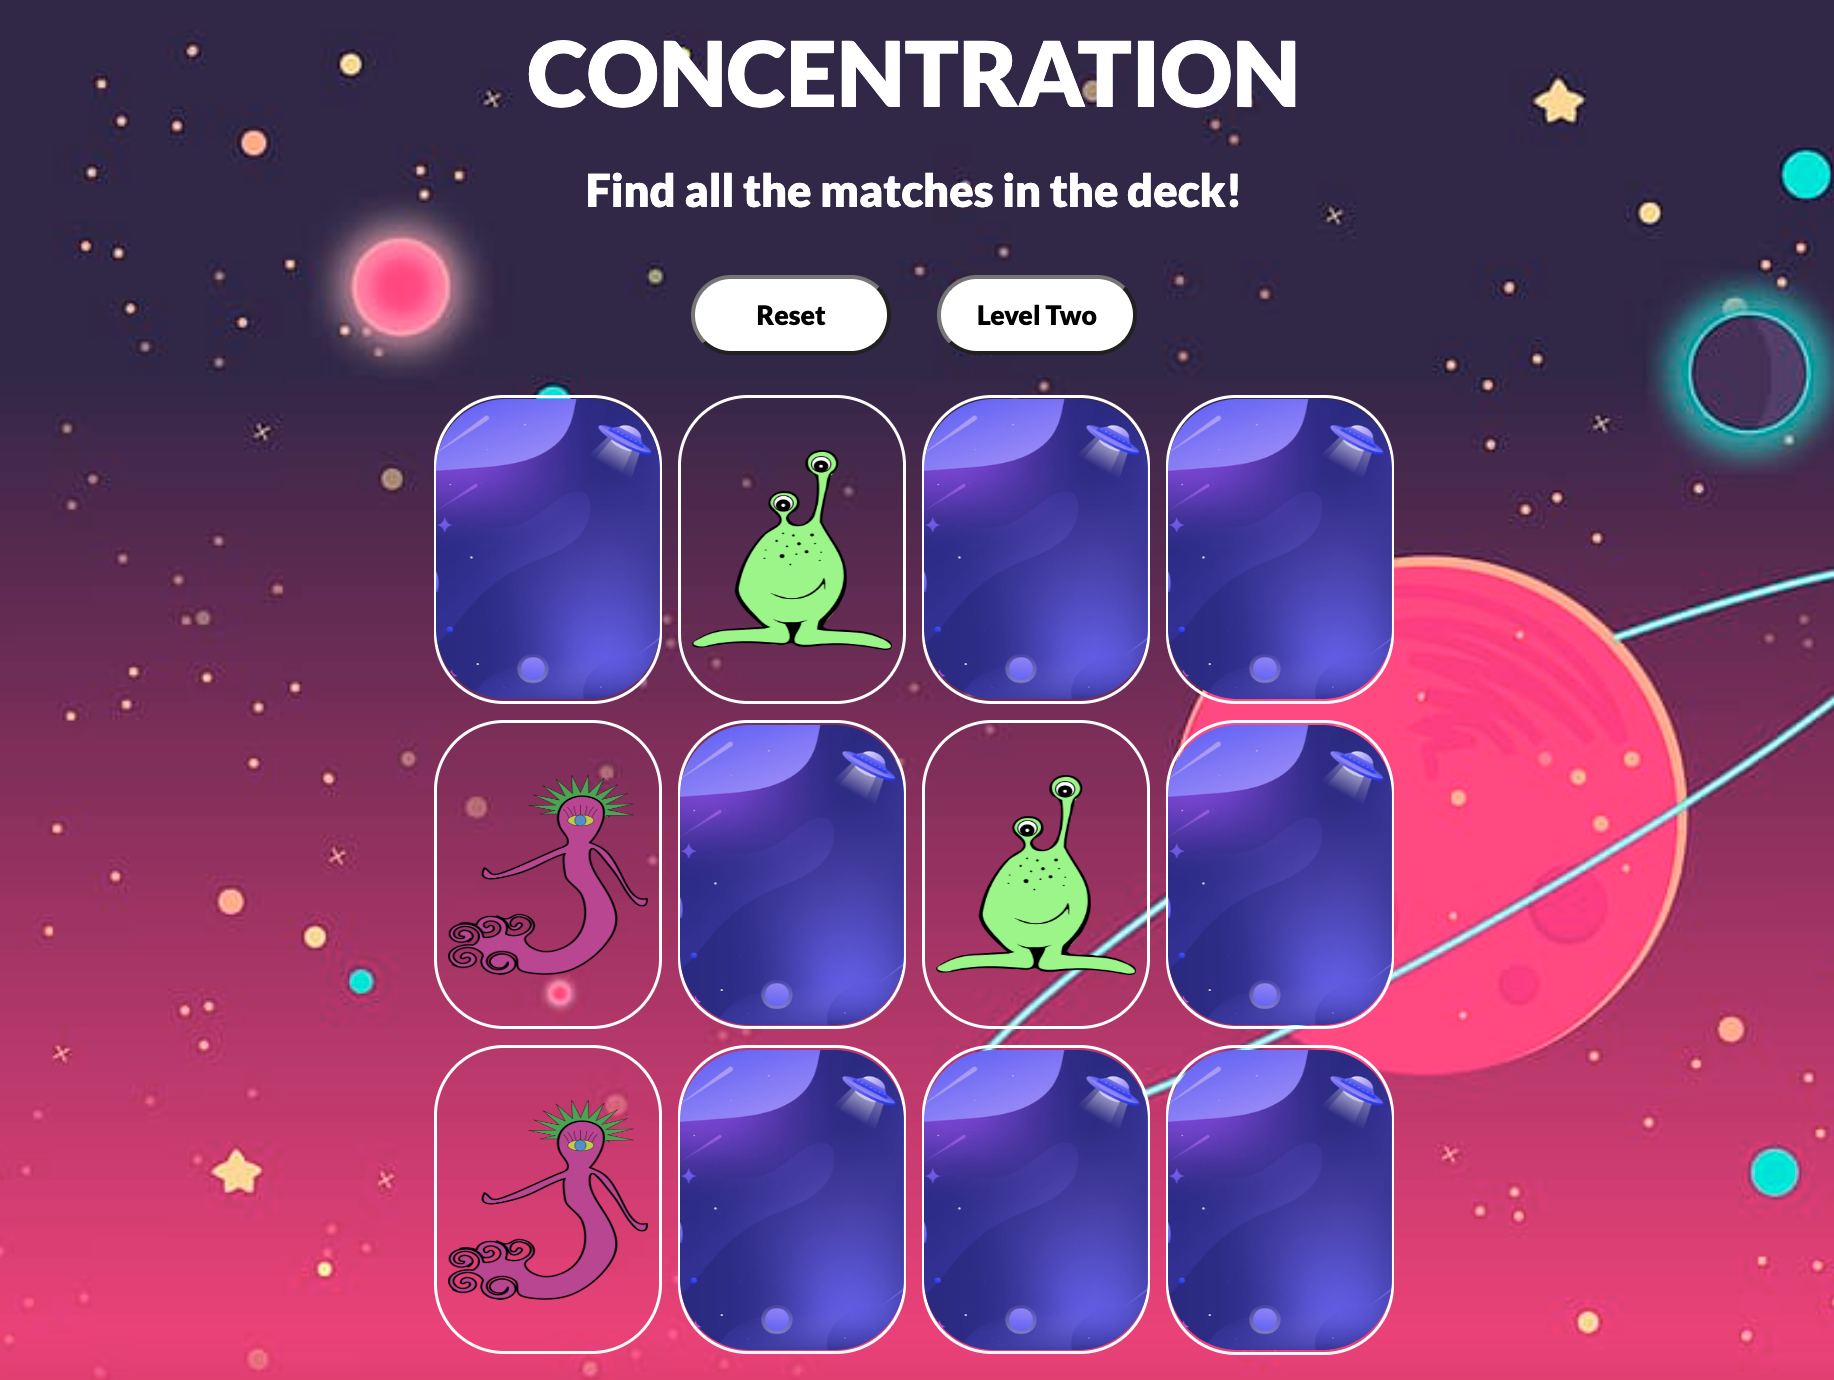 CONCENTRATION
Find all the matches in the deck!
Reset
Level Two